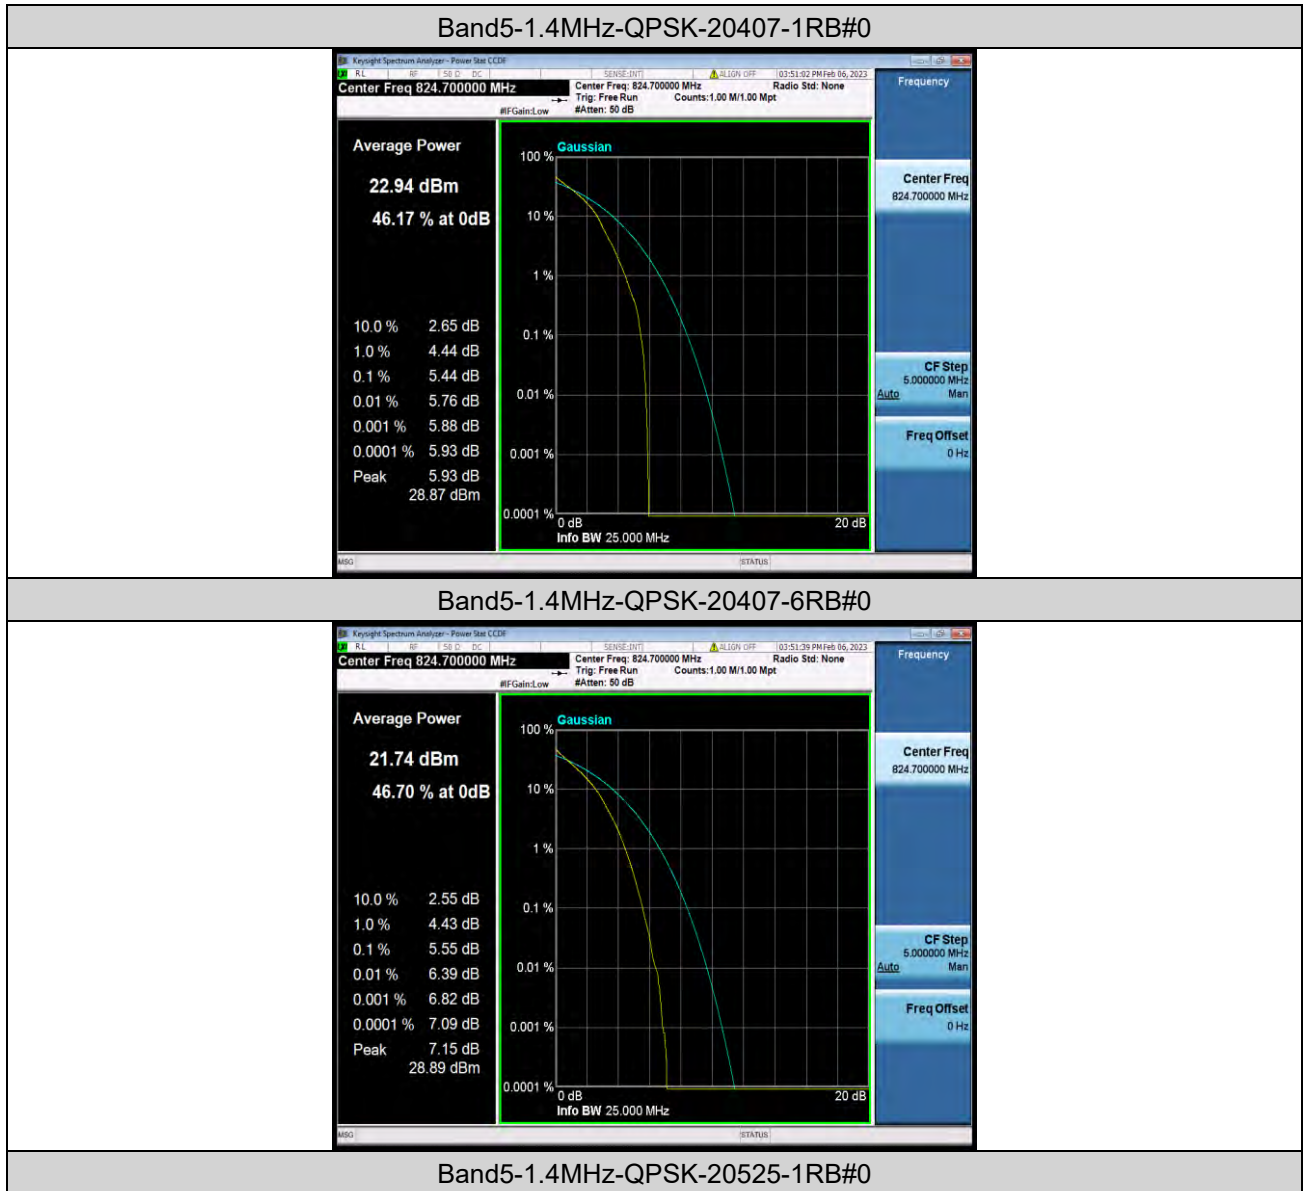 Band5-1.4MHz-QPSK-20407-1RB#0
Keysight Spectrum Analyzer - Power Stat CCDF
RL RF 50 Ω DC SENSE:INT ALIGN OFF 03:51:02 PM Feb 06, 2023
Center Freq 824.700000 MHz
Center Freq: 824.700000 MHz Radio Std: None
Trig: Free Run Counts:1.00 M/1.00 Mpt
#IFGain:Low #Atten: 50 dB
Frequency
Average Power
22.94 dBm
46.17 % at 0dB
10.0 % 2.65 dB
1.0 % 4.44 dB
0.1 % 5.44 dB
0.01 % 5.76 dB
0.001 % 5.88 dB
0.0001 % 5.93 dB
Peak 5.93 dB
28.87 dBm
Gaussian
100 %
10 %
1 %
0.1 %
0.01 %
0.001 %
0.0001 %
0 dB 20 dB
Info BW 25.000 MHz
Center Freq
824.700000 MHz
CF Step
5.000000 MHz
Auto Man
Freq Offset
0 Hz
MSG STATUS
Band5-1.4MHz-QPSK-20407-6RB#0
Keysight Spectrum Analyzer - Power Stat CCDF
RL RF 50 Ω DC SENSE:INT ALIGN OFF 03:51:39 PM Feb 06, 2023
Center Freq 824.700000 MHz
Center Freq: 824.700000 MHz Radio Std: None
Trig: Free Run Counts:1.00 M/1.00 Mpt
#IFGain:Low #Atten: 50 dB
Frequency
Average Power
21.74 dBm
46.70 % at 0dB
10.0 % 2.55 dB
1.0 % 4.43 dB
0.1 % 5.55 dB
0.01 % 6.39 dB
0.001 % 6.82 dB
0.0001 % 7.09 dB
Peak 7.15 dB
28.89 dBm
Gaussian
100 %
10 %
1 %
0.1 %
0.01 %
0.001 %
0.0001 %
0 dB 20 dB
Info BW 25.000 MHz
Center Freq
824.700000 MHz
CF Step
5.000000 MHz
Auto Man
Freq Offset
0 Hz
MSG STATUS
Band5-1.4MHz-QPSK-20525-1RB#0